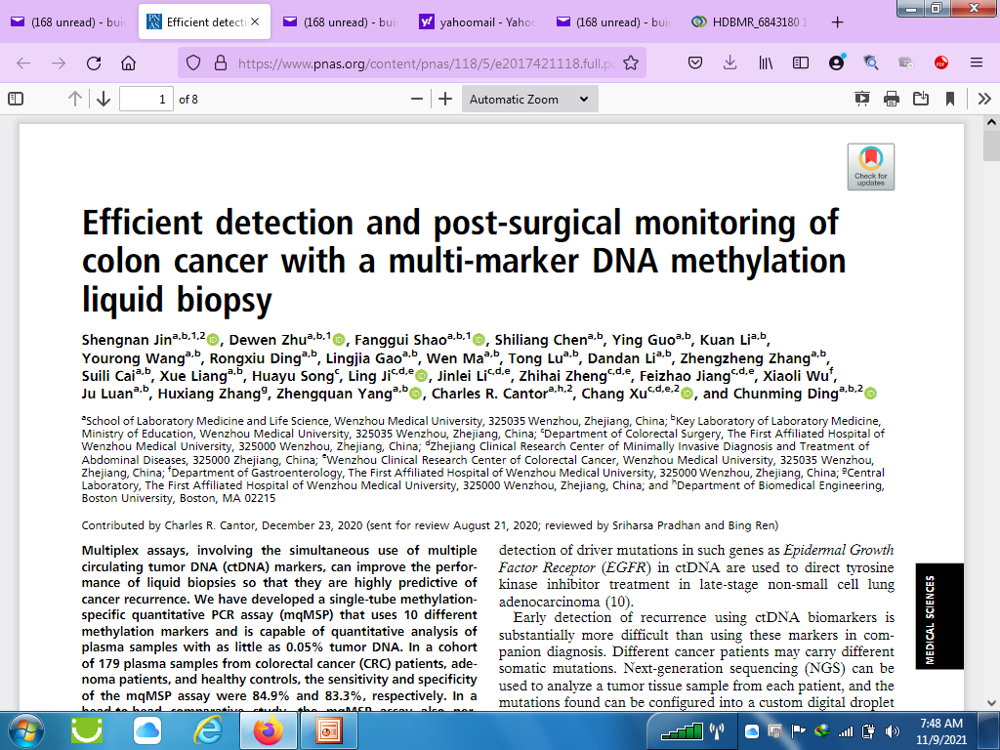 (168 unread) - buic
Efficient detecti
(168 unread) - buic
yahoomail - Yahoo
(168 unread) - buic
HDBMR_6843180 1
https://www.pnas.org/content/pnas/118/5/e2017421118.full.p
1 of 8
Automatic Zoom
Check for
updates
Efficient detection and post-surgical monitoring of
colon cancer with a multi-marker DNA methylation
liquid biopsy
Shengnan Jina,b,1,2, Dewen Zhua,b,1, Fanggui Shaoa,b,1, Shiliang Chena,b, Ying Guoa,b, Kuan Lia,b,
Yourong Wanga,b, Rongxiu Dinga,b, Lingjia Gaoa,b, Wen Maa,b, Tong Lua,b, Dandan Lia,b, Zhengzheng Zhanga,b,
Suili Caia,b, Xue Lianga,b, Huayu Songc, Ling Jic,d,e, Jinlei Lic,d,e, Zhihai Zhengc,d,e, Feizhao Jiangc,d,e, Xiaoli Wuf,
Ju Luana,b, Huxiang Zhangg, Zhengquan Yanga,b, Charles R. Cantora,h,2, Chang Xuc,d,e,2, and Chunming Dinga,b,2
aSchool of Laboratory Medicine and Life Science, Wenzhou Medical University, 325035 Wenzhou, Zhejiang, China; bKey Laboratory of Laboratory Medicine,
Ministry of Education, Wenzhou Medical University, 325035 Wenzhou, Zhejiang, China; cDepartment of Colorectal Surgery, The First Affiliated Hospital of
Wenzhou Medical University, 325000 Wenzhou, Zhejiang, China; dZhejiang Clinical Research Center of Minimally Invasive Diagnosis and Treatment of
Abdominal Diseases, 325000 Zhejiang, China; eWenzhou Clinical Research Center of Colorectal Cancer, Wenzhou Medical University, 325035 Wenzhou,
Zhejiang, China; fDepartment of Gastroenterology, The First Affiliated Hospital of Wenzhou Medical University, 325000 Wenzhou, Zhejiang, China; gCentral
Laboratory, The First Affiliated Hospital of Wenzhou Medical University, 325000 Wenzhou, Zhejiang, China; and hDepartment of Biomedical Engineering,
Boston University, Boston, MA 02215
Contributed by Charles R. Cantor, December 23, 2020 (sent for review August 21, 2020; reviewed by Sriharsa Pradhan and Bing Ren)
Multiplex assays, involving the simultaneous use of multiple
circulating tumor DNA (ctDNA) markers, can improve the perfor-
mance of liquid biopsies so that they are highly predictive of
cancer recurrence. We have developed a single-tube methylation-
specific quantitative PCR assay (mqMSP) that uses 10 different
methylation markers and is capable of quantitative analysis of
plasma samples with as little as 0.05% tumor DNA. In a cohort
of 179 plasma samples from colorectal cancer (CRC) patients, ade-
noma patients, and healthy controls, the sensitivity and specificity
of the mqMSP assay were 84.9% and 83.3%, respectively. In a
head-to-head comparative study, the mqMSP assay also per-
detection of driver mutations in such genes as Epidermal Growth
Factor Receptor (EGFR) in ctDNA are used to direct tyrosine
kinase inhibitor treatment in late-stage non-small cell lung
adenocarcinoma (10).
Early detection of recurrence using ctDNA biomarkers is
substantially more difficult than using these markers in com-
panion diagnosis. Different cancer patients may carry different
somatic mutations. Next-generation sequencing (NGS) can be
used to analyze a tumor tissue sample from each patient, and the
mutations found can be configured into a custom digital droplet
MEDICAL SCIENCES
7:48 AM
11/9/2021